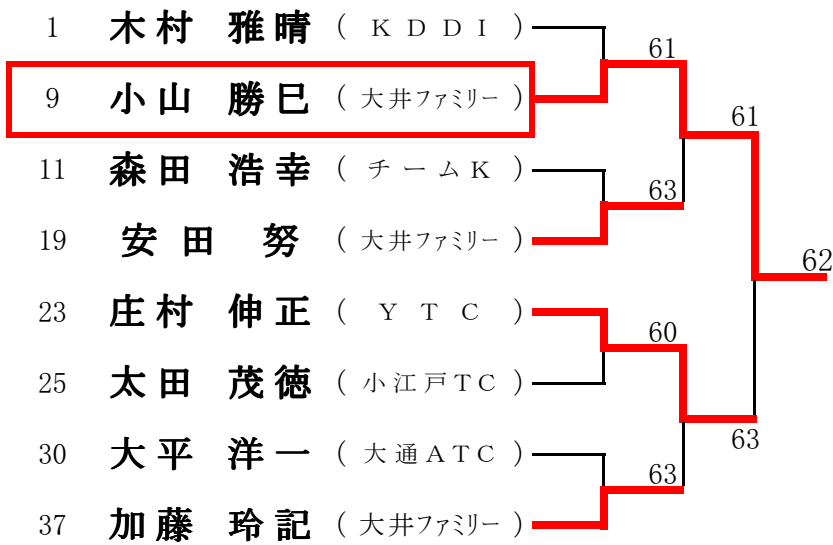 1 木村 雅晴 ( KDDI )
61
9 小山 勝巳 ( 大井ファミリー )
61
11 森田 浩幸 ( チームK )
63
19 安田 努 ( 大井ファミリー )
62
23 庄村 伸正 ( YTC )
60
25 太田 茂徳 ( 小江戸TC )
63
30 大平 洋一 ( 大通ATC )
63
37 加藤 玲記 ( 大井ファミリー )